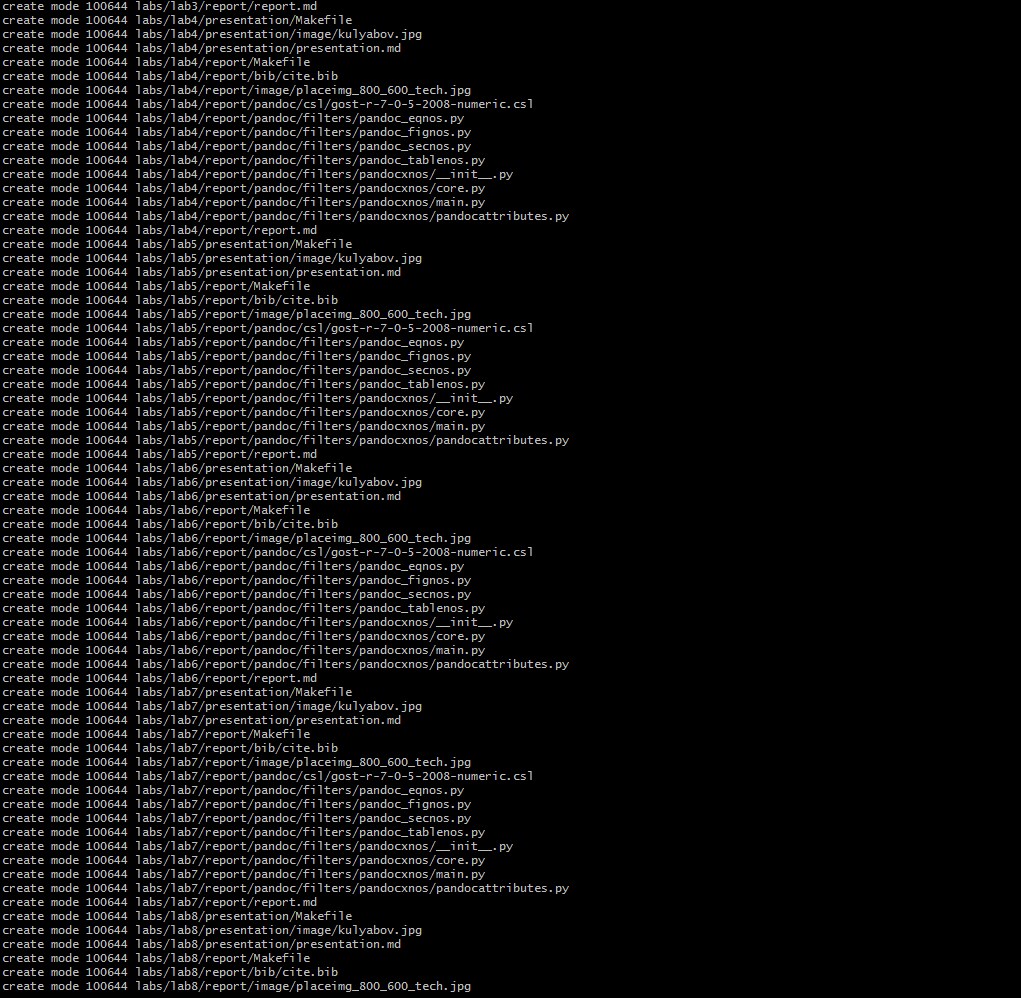 create mode 100644 labs/lab3/report/report.md
create mode 100644 labs/lab4/presentation/Makefile
create mode 100644 labs/lab4/presentation/image/kulyabov.jpg
create mode 100644 labs/lab4/presentation/presentation.md
create mode 100644 labs/lab4/report/Makefile
create mode 100644 labs/lab4/report/bib/cite.bib
create mode 100644 labs/lab4/report/image/placeimg_800_600_tech.jpg
create mode 100644 labs/lab4/report/pandoc/csl/gost-r-7-0-5-2008-numeric.csl
create mode 100644 labs/lab4/report/pandoc/filters/pandoc_eqnos.py
create mode 100644 labs/lab4/report/pandoc/filters/pandoc_fignos.py
create mode 100644 labs/lab4/report/pandoc/filters/pandoc_secnos.py
create mode 100644 labs/lab4/report/pandoc/filters/pandoc_tablenos.py
create mode 100644 labs/lab4/report/pandoc/filters/pandocxnos/__init__.py
create mode 100644 labs/lab4/report/pandoc/filters/pandocxnos/core.py
create mode 100644 labs/lab4/report/pandoc/filters/pandocxnos/main.py
create mode 100644 labs/lab4/report/pandoc/filters/pandocxnos/pandocattributes.py
create mode 100644 labs/lab4/report/report.md
create mode 100644 labs/lab5/presentation/Makefile
create mode 100644 labs/lab5/presentation/image/kulyabov.jpg
create mode 100644 labs/lab5/presentation/presentation.md
create mode 100644 labs/lab5/report/Makefile
create mode 100644 labs/lab5/report/bib/cite.bib
create mode 100644 labs/lab5/report/image/placeimg_800_600_tech.jpg
create mode 100644 labs/lab5/report/pandoc/csl/gost-r-7-0-5-2008-numeric.csl
create mode 100644 labs/lab5/report/pandoc/filters/pandoc_eqnos.py
create mode 100644 labs/lab5/report/pandoc/filters/pandoc_fignos.py
create mode 100644 labs/lab5/report/pandoc/filters/pandoc_secnos.py
create mode 100644 labs/lab5/report/pandoc/filters/pandoc_tablenos.py
create mode 100644 labs/lab5/report/pandoc/filters/pandocxnos/__init__.py
create mode 100644 labs/lab5/report/pandoc/filters/pandocxnos/core.py
create mode 100644 labs/lab5/report/pandoc/filters/pandocxnos/main.py
create mode 100644 labs/lab5/report/pandoc/filters/pandocxnos/pandocattributes.py
create mode 100644 labs/lab5/report/report.md
create mode 100644 labs/lab6/presentation/Makefile
create mode 100644 labs/lab6/presentation/image/kulyabov.jpg
create mode 100644 labs/lab6/presentation/presentation.md
create mode 100644 labs/lab6/report/Makefile
create mode 100644 labs/lab6/report/bib/cite.bib
create mode 100644 labs/lab6/report/image/placeimg_800_600_tech.jpg
create mode 100644 labs/lab6/report/pandoc/csl/gost-r-7-0-5-2008-numeric.csl
create mode 100644 labs/lab6/report/pandoc/filters/pandoc_eqnos.py
create mode 100644 labs/lab6/report/pandoc/filters/pandoc_fignos.py
create mode 100644 labs/lab6/report/pandoc/filters/pandoc_secnos.py
create mode 100644 labs/lab6/report/pandoc/filters/pandoc_tablenos.py
create mode 100644 labs/lab6/report/pandoc/filters/pandocxnos/__init__.py
create mode 100644 labs/lab6/report/pandoc/filters/pandocxnos/core.py
create mode 100644 labs/lab6/report/pandoc/filters/pandocxnos/main.py
create mode 100644 labs/lab6/report/pandoc/filters/pandocxnos/pandocattributes.py
create mode 100644 labs/lab6/report/report.md
create mode 100644 labs/lab7/presentation/Makefile
create mode 100644 labs/lab7/presentation/image/kulyabov.jpg
create mode 100644 labs/lab7/presentation/presentation.md
create mode 100644 labs/lab7/report/Makefile
create mode 100644 labs/lab7/report/bib/cite.bib
create mode 100644 labs/lab7/report/image/placeimg_800_600_tech.jpg
create mode 100644 labs/lab7/report/pandoc/csl/gost-r-7-0-5-2008-numeric.csl
create mode 100644 labs/lab7/report/pandoc/filters/pandoc_eqnos.py
create mode 100644 labs/lab7/report/pandoc/filters/pandoc_fignos.py
create mode 100644 labs/lab7/report/pandoc/filters/pandoc_secnos.py
create mode 100644 labs/lab7/report/pandoc/filters/pandoc_tablenos.py
create mode 100644 labs/lab7/report/pandoc/filters/pandocxnos/__init__.py
create mode 100644 labs/lab7/report/pandoc/filters/pandocxnos/core.py
create mode 100644 labs/lab7/report/pandoc/filters/pandocxnos/main.py
create mode 100644 labs/lab7/report/pandoc/filters/pandocxnos/pandocattributes.py
create mode 100644 labs/lab7/report/report.md
create mode 100644 labs/lab8/presentation/Makefile
create mode 100644 labs/lab8/presentation/image/kulyabov.jpg
create mode 100644 labs/lab8/presentation/presentation.md
create mode 100644 labs/lab8/report/Makefile
create mode 100644 labs/lab8/report/bib/cite.bib
create mode 100644 labs/lab8/report/image/placeimg_800_600_tech.jpg